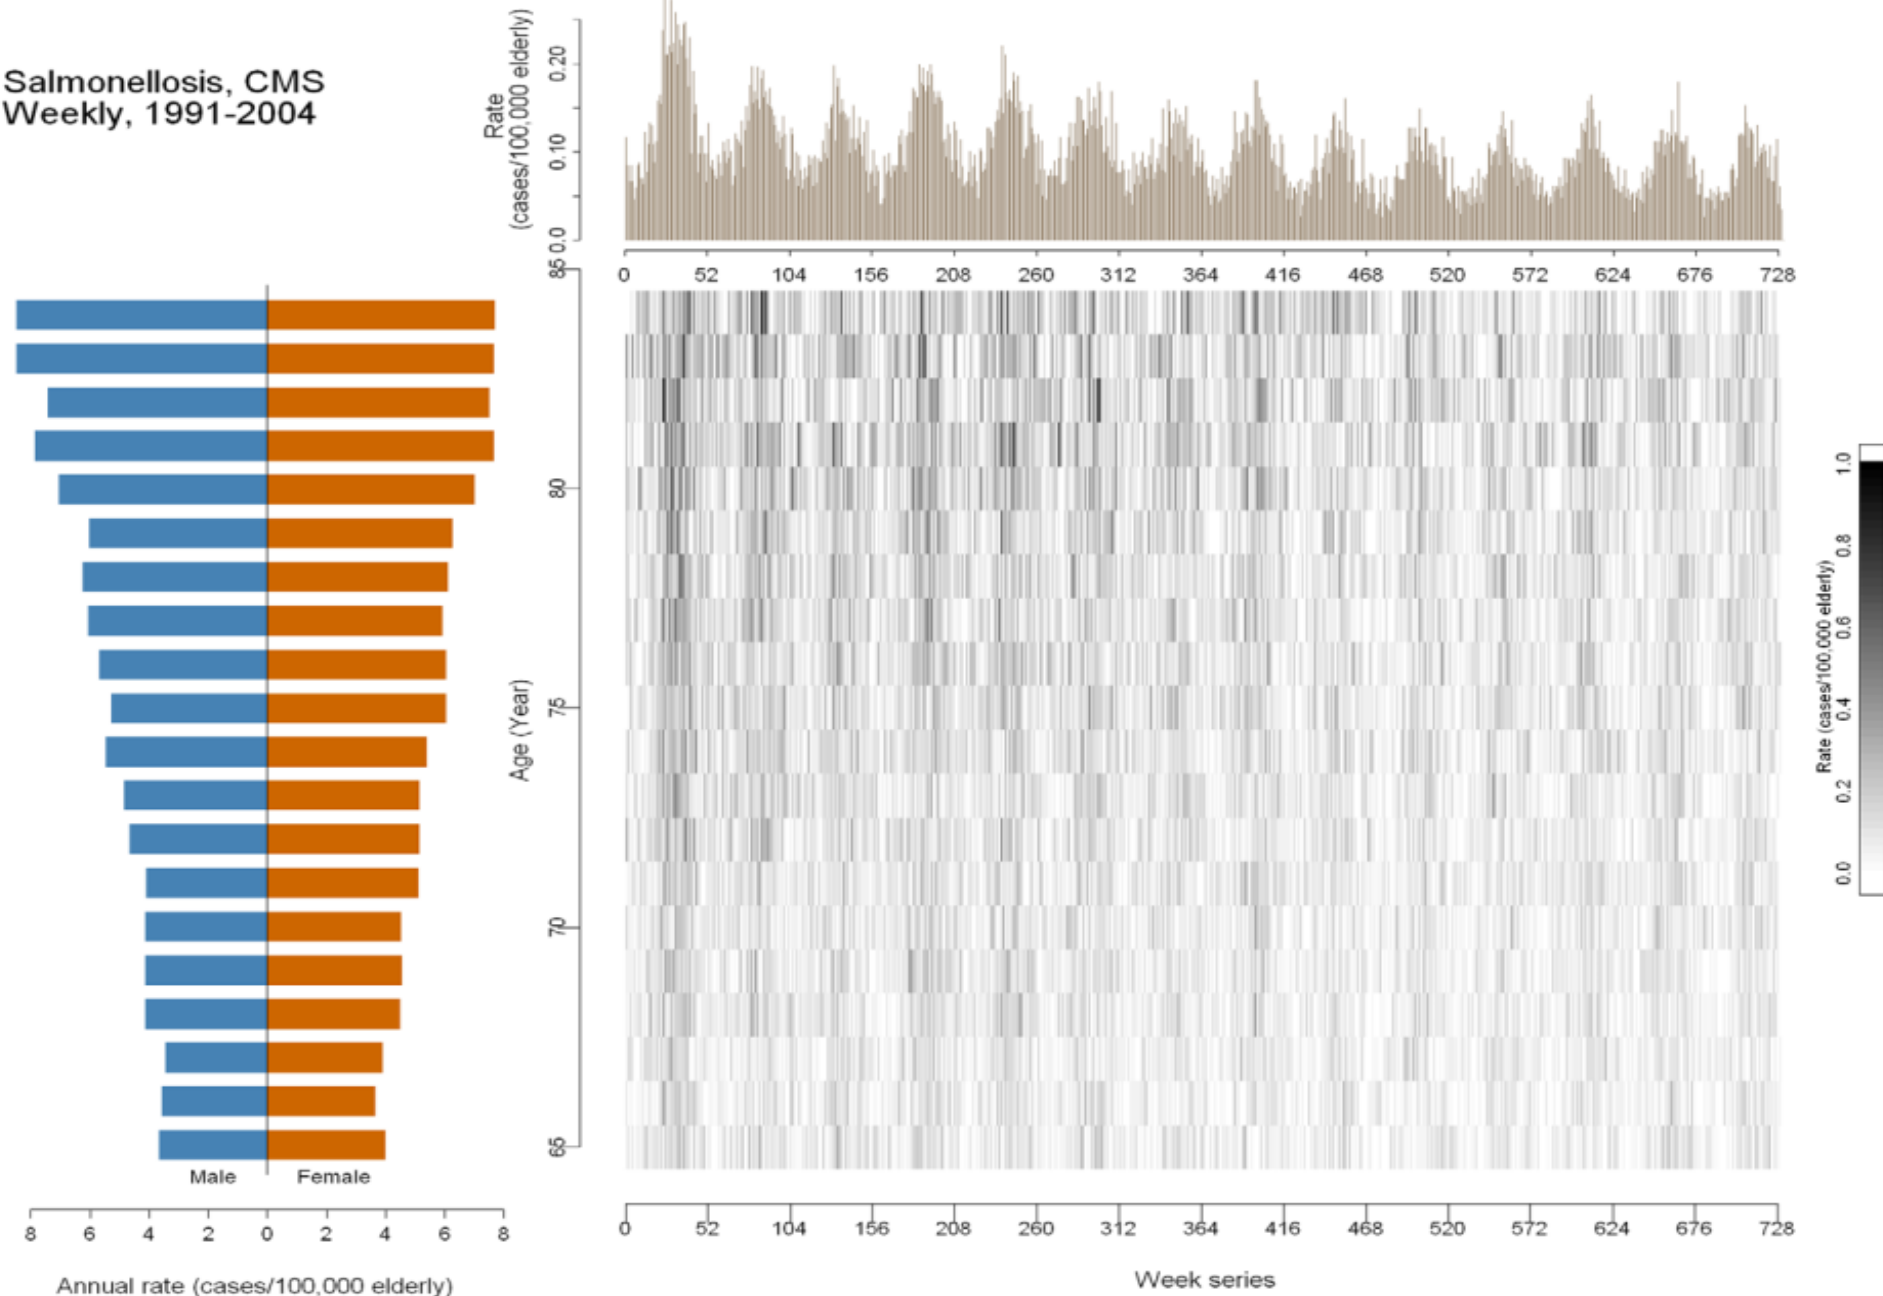 Salmonellosis, CMS
Weekly, 1991-2004
Rate
(cases/100,000 elderly)
0.0 0.10 0.20
0 52 104 156 208 260 312 364 416 468 520 572 624 676 728
Male Female
8 6 4 2 0 2 4 6 8
Annual rate (cases/100,000 elderly)
Age (Year)
65 70 75 80 85
0 52 104 156 208 260 312 364 416 468 520 572 624 676 728
Week series
Rate (cases/100,000 elderly)
0.0 0.2 0.4 0.6 0.8 1.0